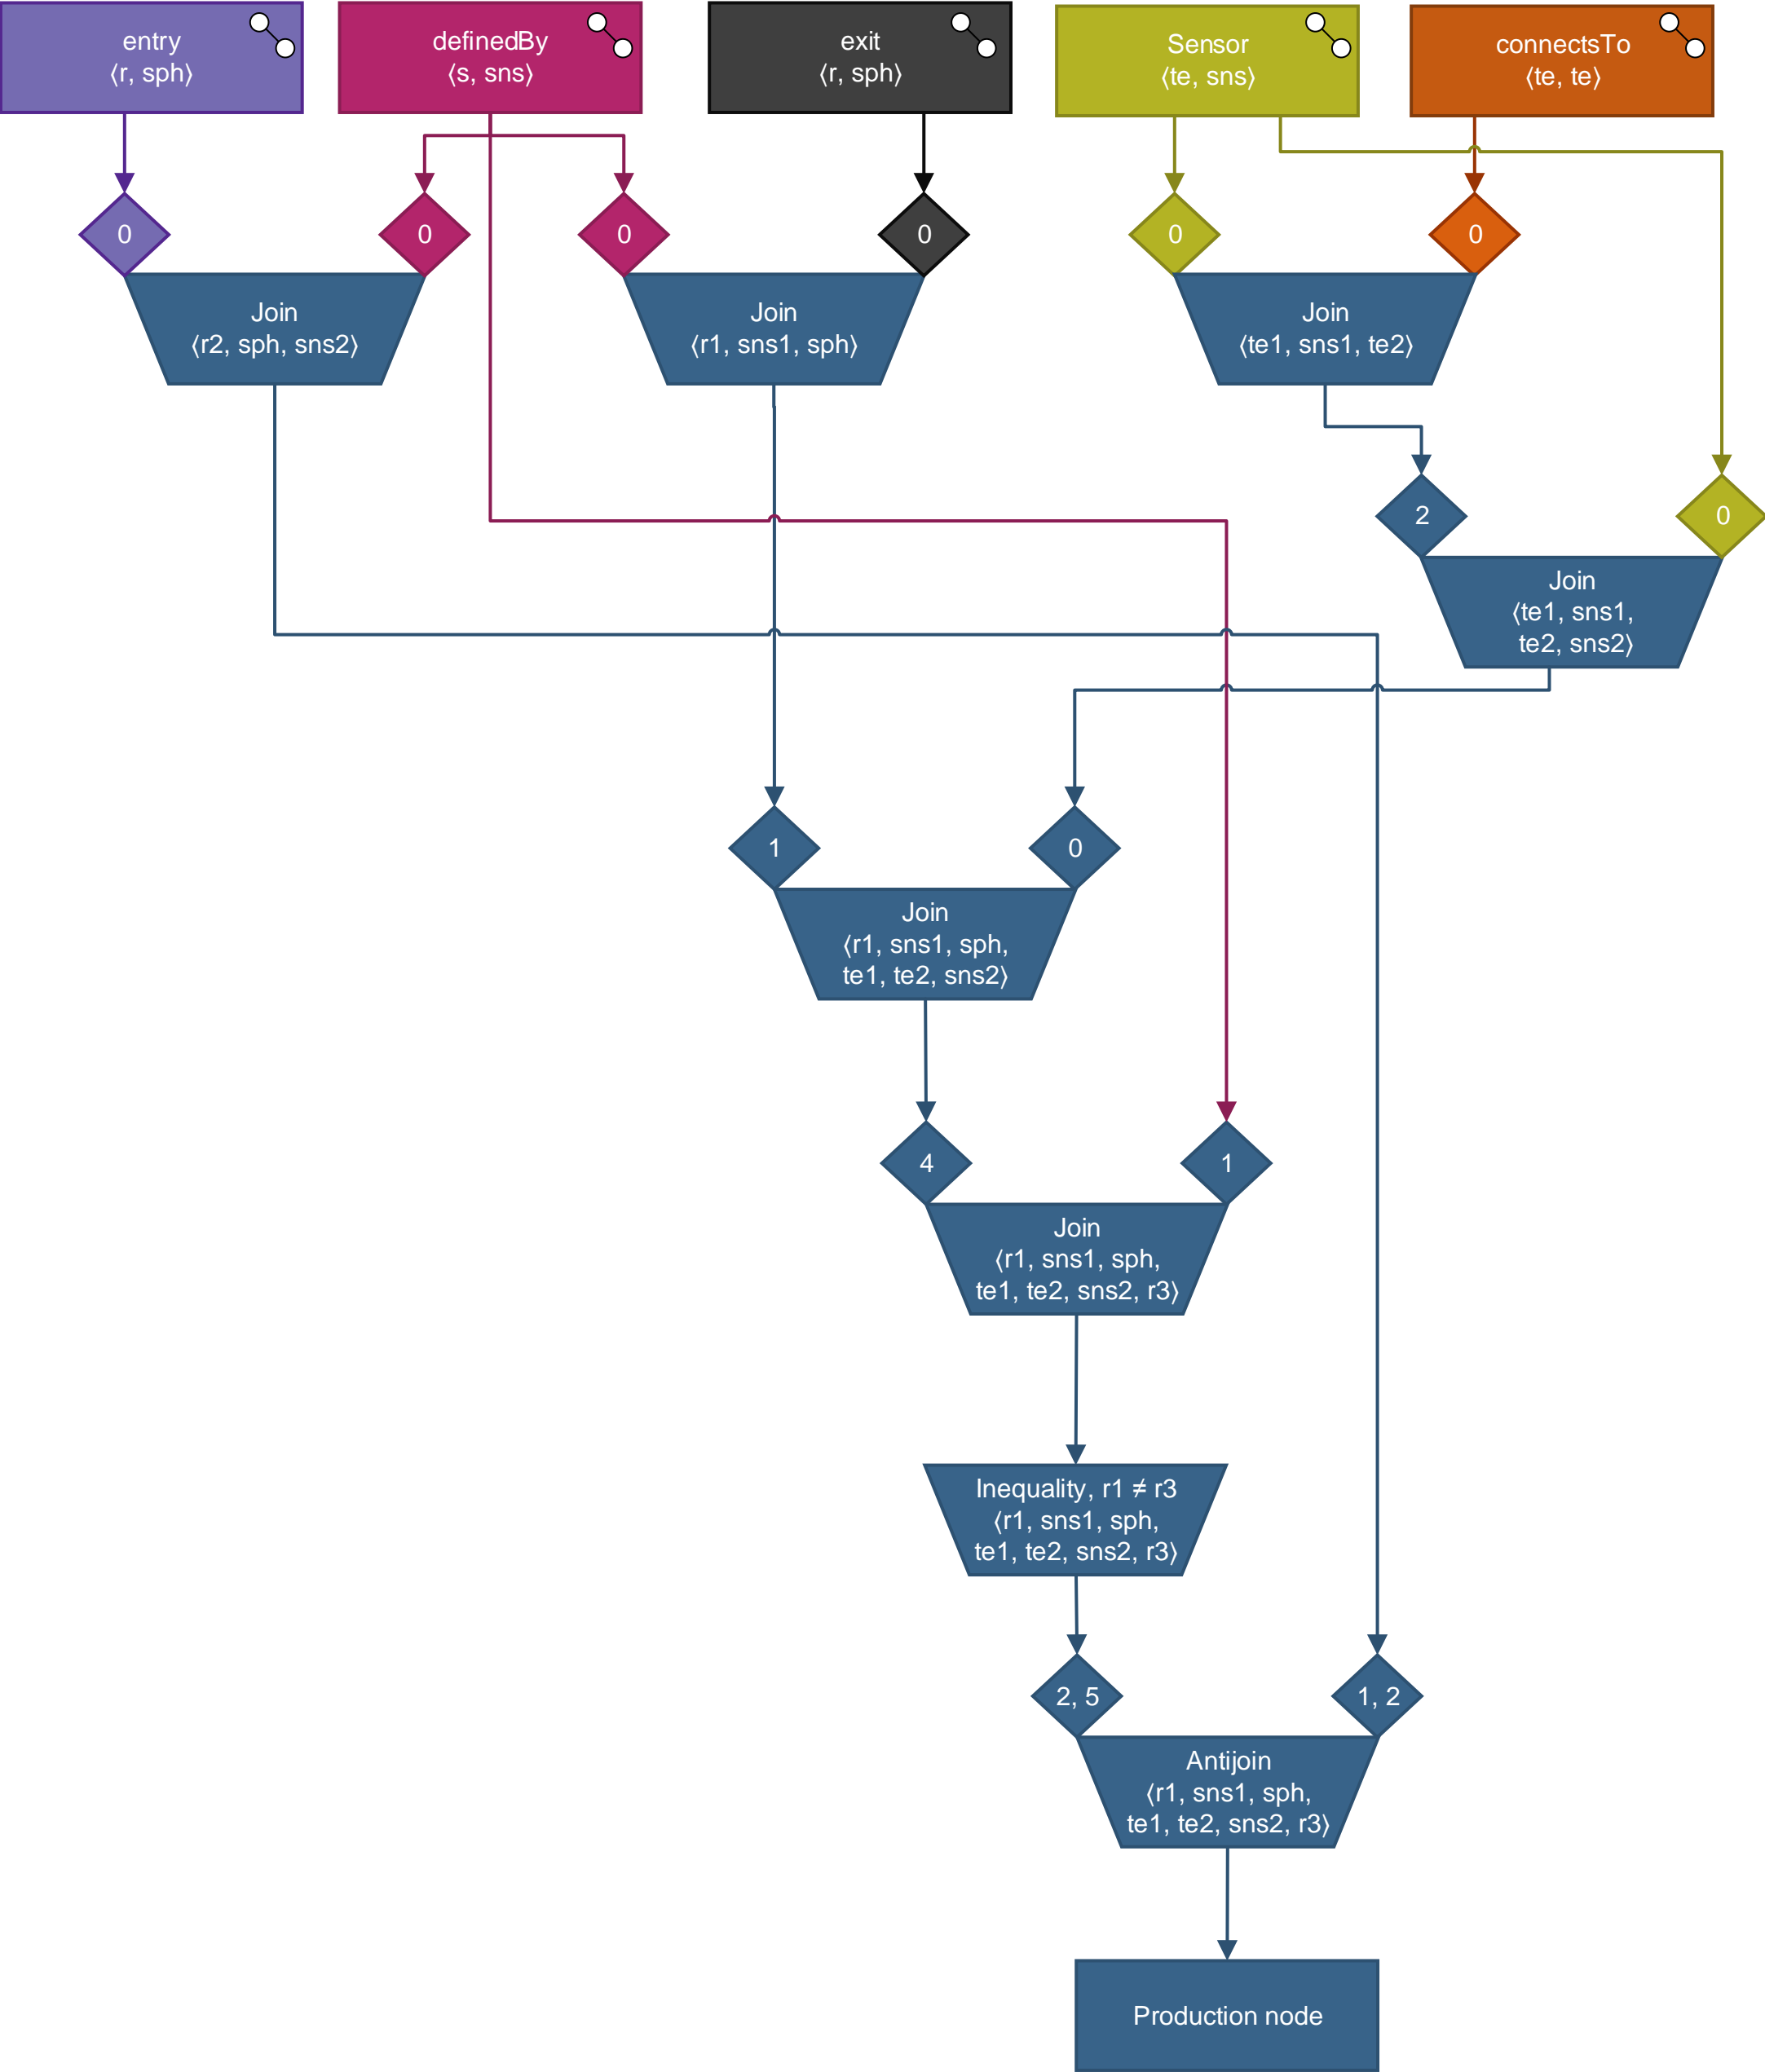 entry
⟨r, sph⟩
definedBy
⟨s, sns⟩
exit
⟨r, sph⟩
Sensor
⟨te, sns⟩
connectsTo
⟨te, te⟩
0
0
0
0
0
0
Join
⟨r2, sph, sns2⟩
Join
⟨r1, sns1, sph⟩
Join
⟨te1, sns1, te2⟩
2
0
Join
⟨te1, sns1,
te2, sns2⟩
1
0
Join
⟨r1, sns1, sph,
te1, te2, sns2⟩
4
1
Join
⟨r1, sns1, sph,
te1, te2, sns2, r3⟩
Inequality, r1 ≠ r3
⟨r1, sns1, sph,
te1, te2, sns2, r3⟩
2, 5
1, 2
Antijoin
⟨r1, sns1, sph,
te1, te2, sns2, r3⟩
Production node